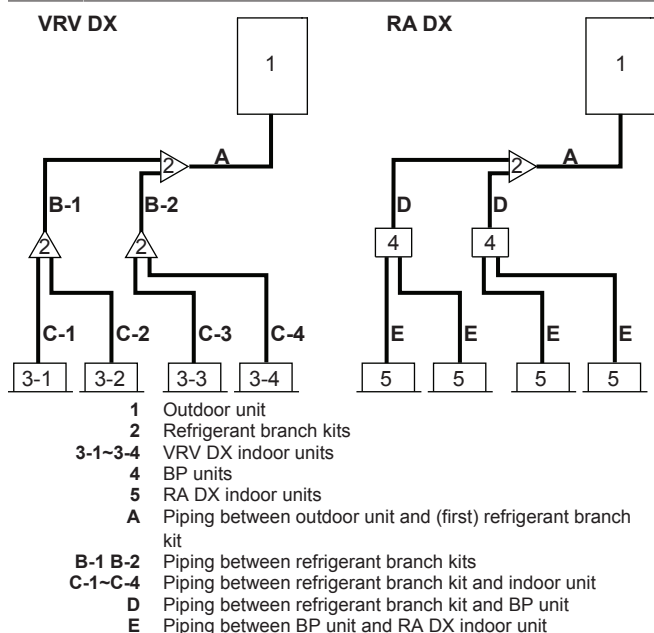 VRV DX
RA DX
1
1
2
A
2
A
B-1
B-2
D
D
2
2
4
4
C-1
C-2
C-3
C-4
E
E
E
E
3-1
3-2
3-3
3-4
5
5
5
5
1 Outdoor unit
2 Refrigerant branch kits
3-1~3-4 VRV DX indoor units
4 BP units
5 RA DX indoor units
A Piping between outdoor unit and (first) refrigerant branch
kit
B-1 B-2 Piping between refrigerant branch kits
C-1~C-4 Piping between refrigerant branch kit and indoor unit
D Piping between refrigerant branch kit and BP unit
E Piping between BP unit and RA DX indoor unit